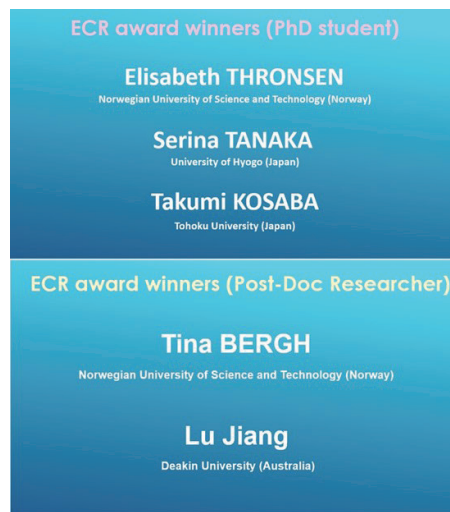 ECR award winners (PhD student)
Elisabeth THRONSEN
Norwegian University of Science and Technology (Norway)
Serina TANAKA
University of Hyogo (Japan)
Takumi KOSABA
Tohoku University (Japan)
ECR award winners (Post-Doc Researcher)
Tina BERGH
Norwegian University of Science and Technology (Norway)
Lu Jiang
Deakin University (Australia)